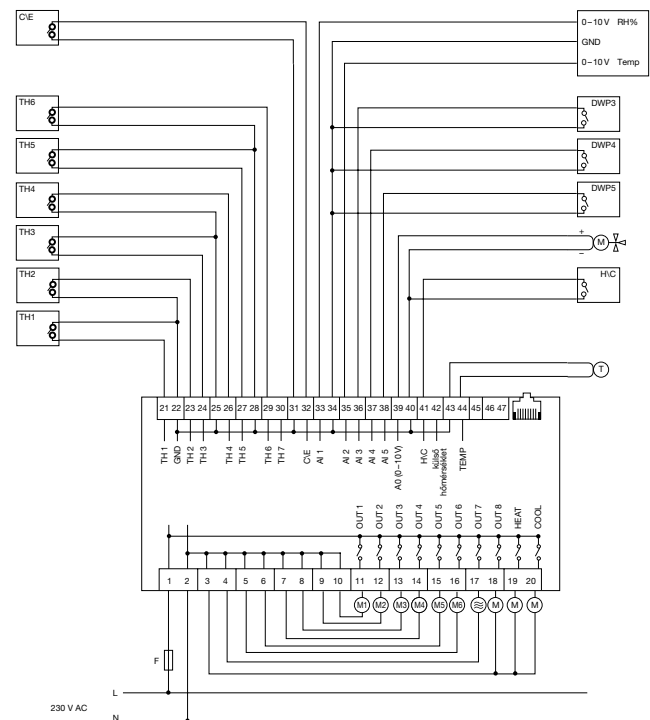 C\E
0–10 V RH%
GND
0–10 V Temp
TH6
DWP3
TH5
DWP4
TH4
DWP5
TH3
+
M
–
TH2
H\C
TH1
T
21 22 23 24 25 26 27 28 29 30 31 32 33 34 35 36 37 38 39 40 41 42 43 44 45 46 47
TH 1
GND
TH 2
TH 3
TH 4
TH 5
TH 6
TH 7
C\E
AI 1
AI 2
AI 3
AI 4
AI 5
A0 (0–10V)
H\C
külső
hőmérséklet
TEMP
OUT 1
OUT 2
OUT 3
OUT 4
OUT 5
OUT 6
OUT 7
OUT 8
HEAT
COOL
1 2 3 4 5 6 7 8 9 10 11 12 13 14 15 16 17 18 19 20
M1 M2 M3 M4 M5 M6 M M M
F
L
230 V AC
N